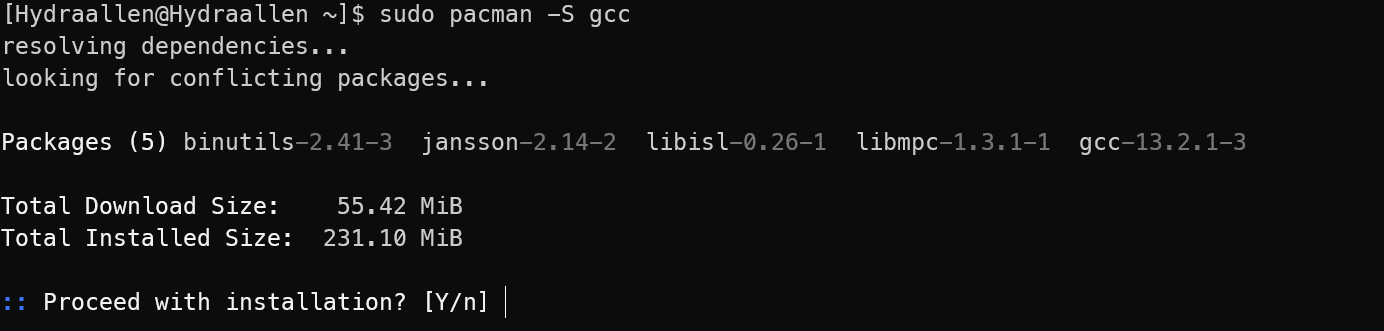 [Hydraallen@Hydraallen ~]$ sudo pacman -S gcc
resolving dependencies...
looking for conflicting packages...
Packages (5) binutils-2.41-3  jansson-2.14-2  libisl-0.26-1  libmpc-1.3.1-1  gcc-13.2.1-3
Total Download Size:    55.42 MiB
Total Installed Size:  231.10 MiB
:: Proceed with installation? [Y/n]